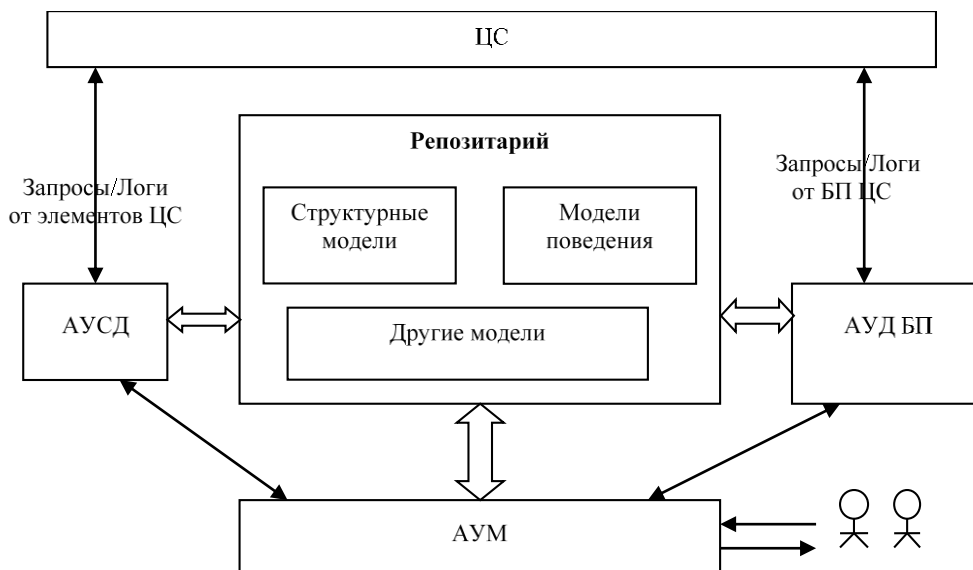 ЦС
Репозитарий
Запросы/Логи
от элементов ЦС
Запросы/Логи
от БП ЦС
Структурные
модели
Модели
поведения
АУСД
Другие модели
АУД БП
АУМ